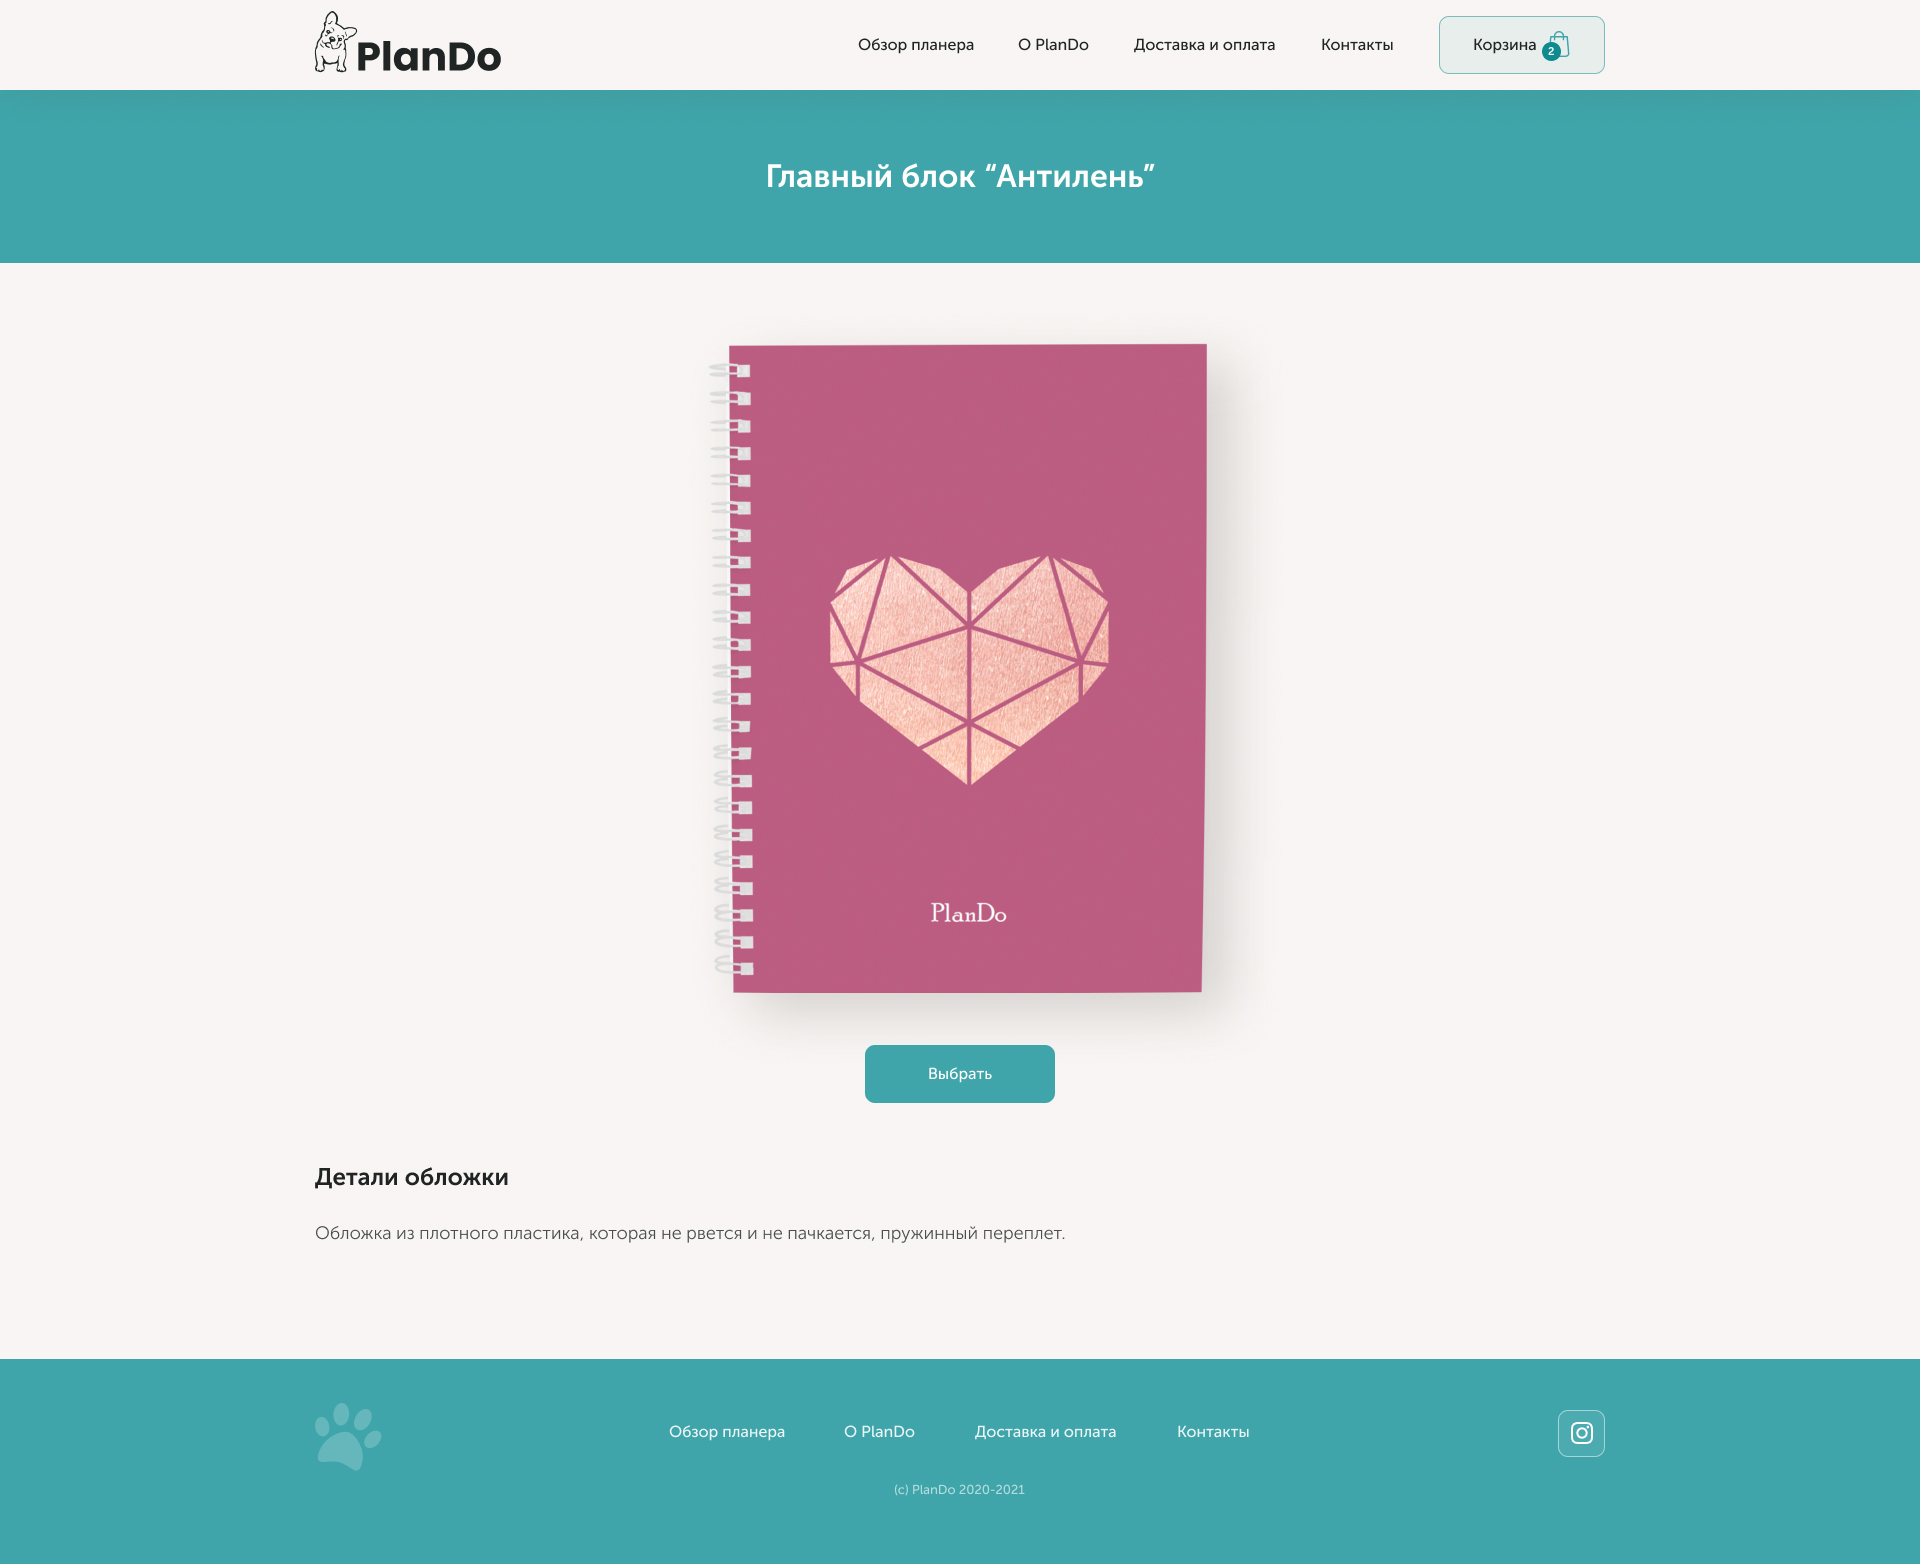 PlanDo
Обзор планера
О PlanDo
Доставка и оплата
Контакты
Корзина
2
Главный блок “Антилень”
PlanDo
Выбрать
Детали обложки
Обложка из плотного пластика, которая не рвется и не пачкается, пружинный переплет.
Обзор планера
О PlanDo
Доставка и оплата
Контакты
(c) PlanDo 2020-2021